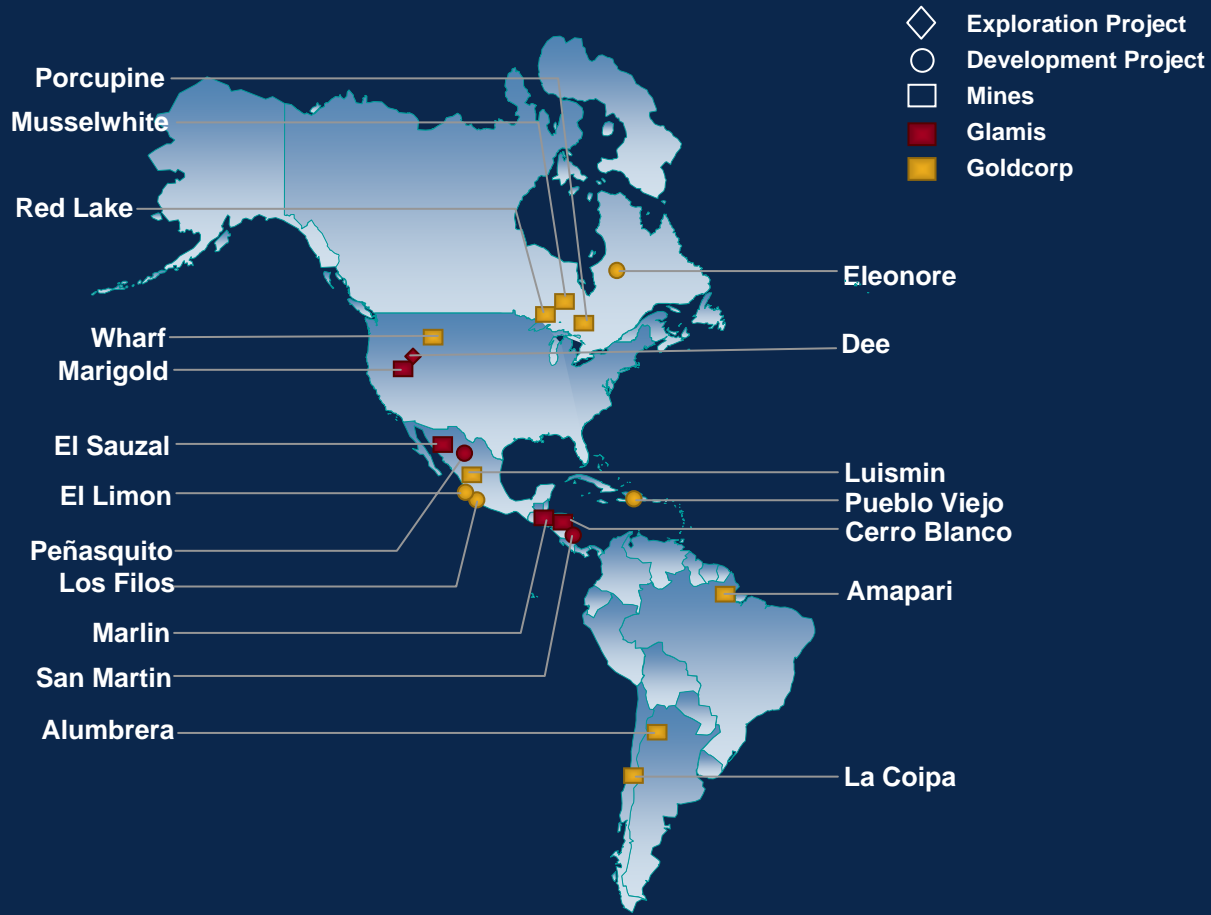 Exploration Project
Development Project
Mines
Glamis
Goldcorp
Porcupine
Musselwhite
Red Lake
Wharf
Marigold
El Sauzal
El Limon
Peñasquito
Los Filos
Marlin
San Martin
Alumbrera
Eleonore
Dee
Luismin
Pueblo Viejo
Cerro Blanco
Amapari
La Coipa